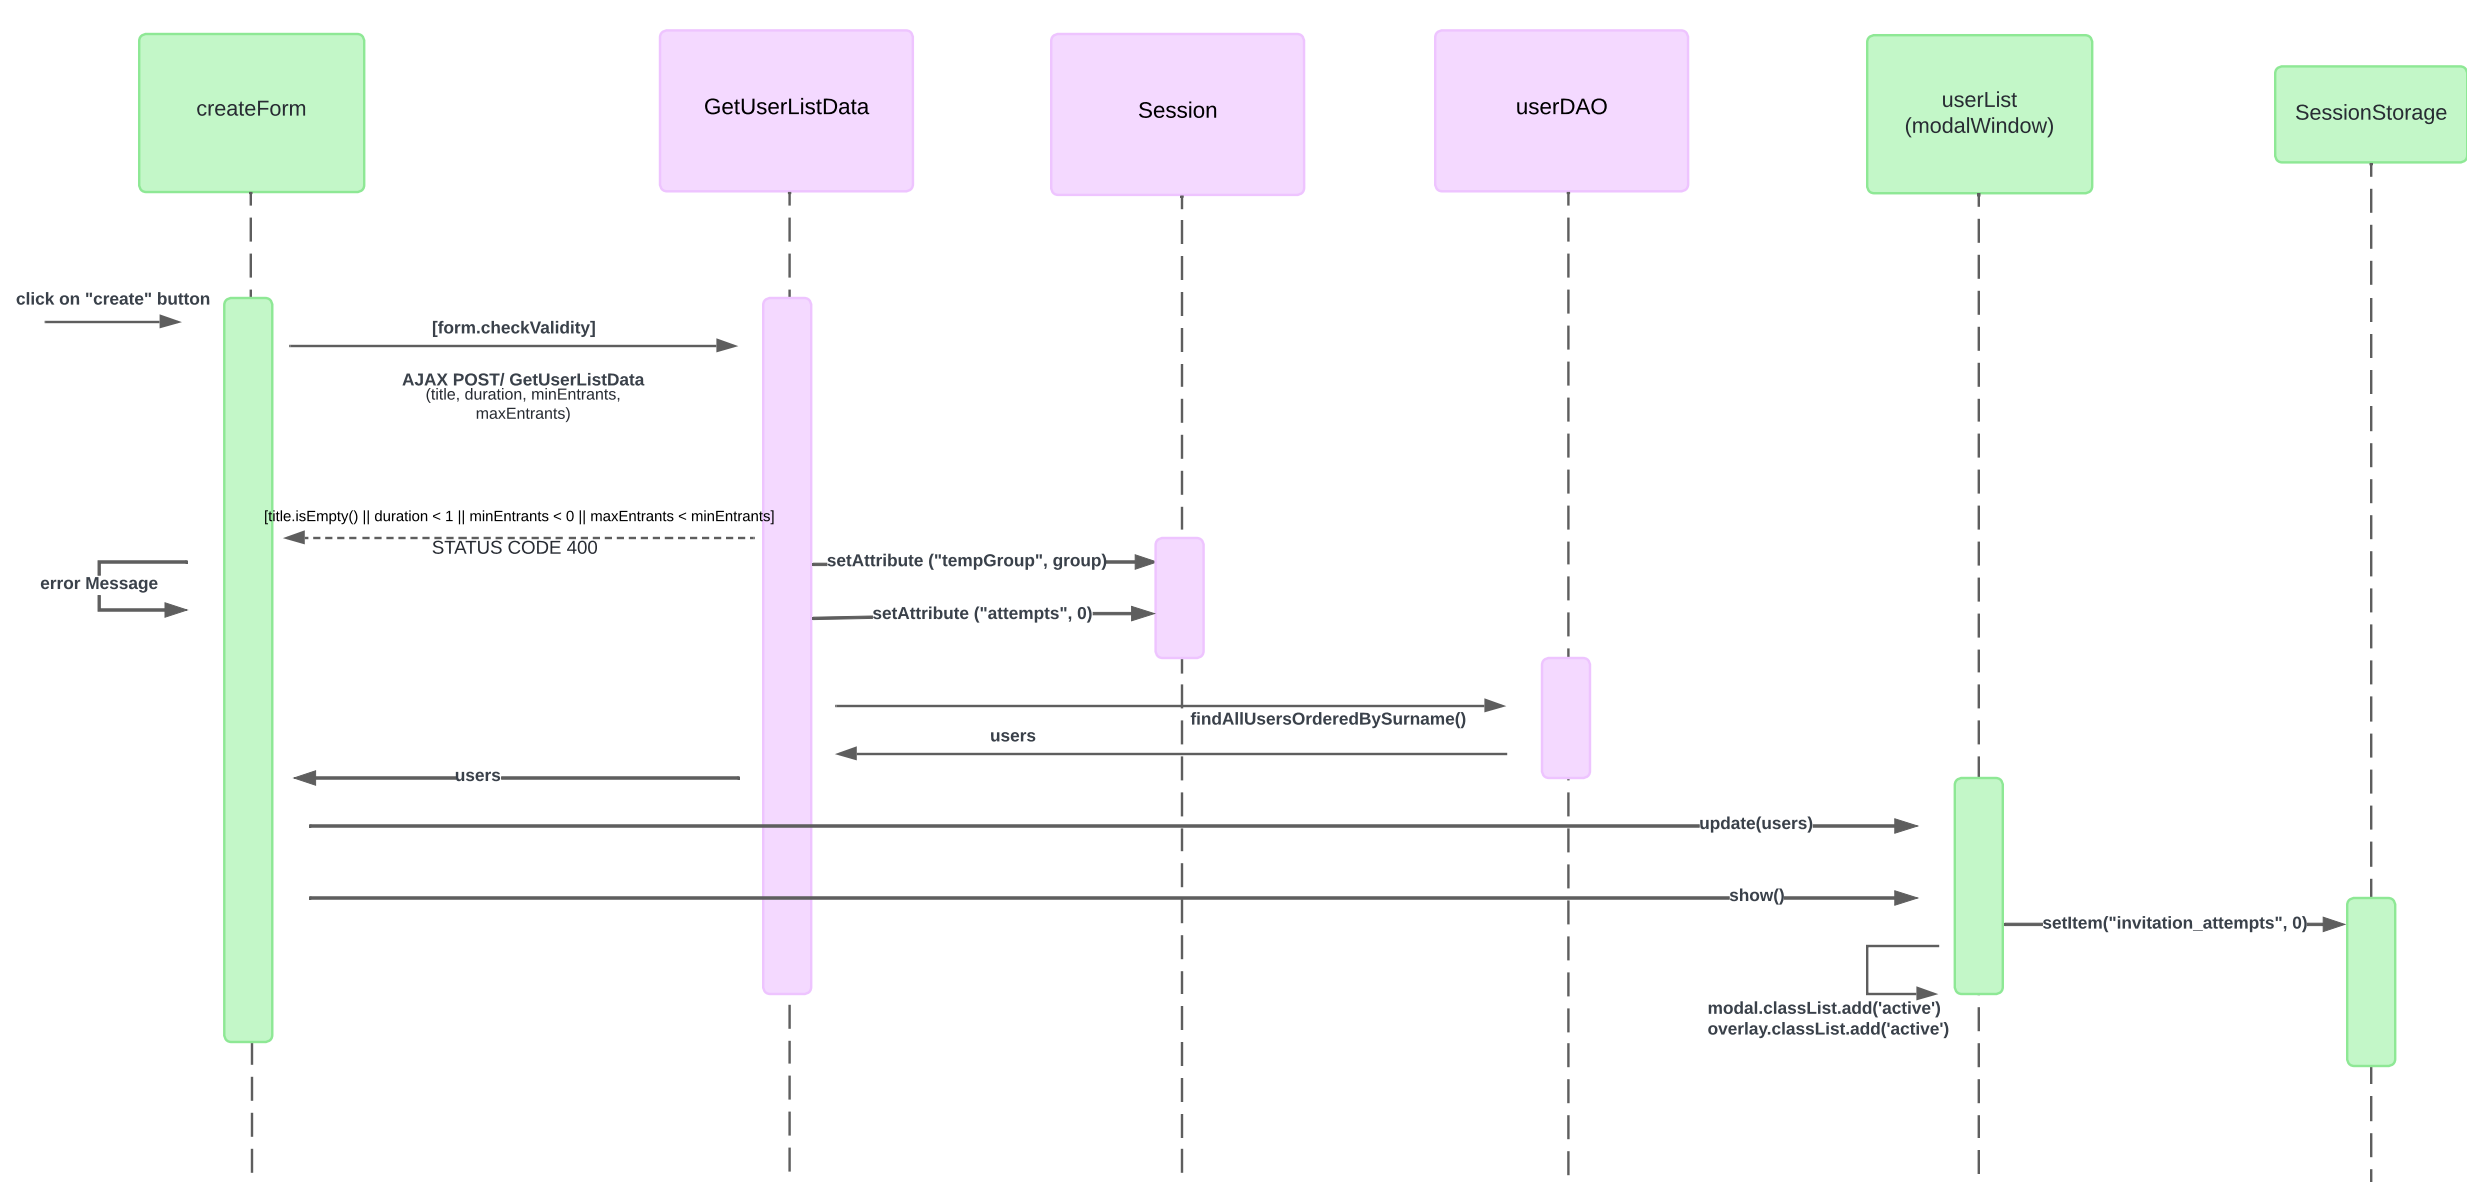 createForm
GetUserListData
Session
userDAO
userList
(modalWindow)
SessionStorage
click on "create" button
[form.checkValidity]
AJAX POST/ GetUserListData
(title, duration, minEntrants,
maxEntrants)
[title.isEmpty() || duration < 1 || minEntrants < 0 || maxEntrants < minEntrants]
STATUS CODE 400
error Message
setAttribute ("tempGroup", group)
setAttribute ("attempts", 0)
findAllUsersOrderedBySurname()
users
users
update(users)
show()
setItem("invitation_attempts", 0)
modal.classList.add('active')
overlay.classList.add('active')